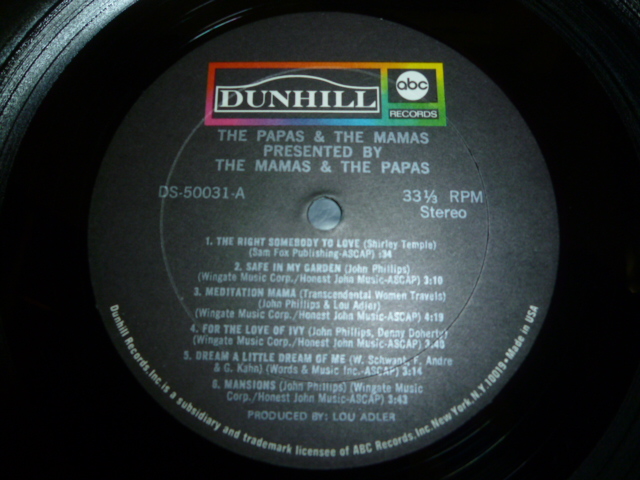 DUNHILL
abc
RECORDS
THE PAPAS & THE MAMAS
PRESENTED BY
THE MAMAS & THE PAPAS
DS-50031-A
33⅓ RPM
Stereo
1. THE RIGHT SOMEBODY TO LOVE (Shirley Temple)
(Sam Fox Publishing-ASCAP) :34
2. SAFE IN MY GARDEN (John Phillips)
(Wingate Music Corp./Honest John Music-ASCAP) 3:10
3. MEDITATION MAMA (Transcendental Women Travels)
(John Phillips & Lou Adler)
(Wingate Music Corp./Honest John Music-ASCAP) 4:19
4. FOR THE LOVE OF IVY (John Phillips, Denny Doherty)
(Wingate Music Corp./Honest John Music-ASCAP) 3:48
5. DREAM A LITTLE DREAM OF ME (W. Schwant, F. Andre
& G. Kahn) (Words & Music Inc.-ASCAP) 3:14
6. MANSIONS (John Phillips) (Wingate Music
Corp./Honest John Music-ASCAP) 3:43
PRODUCED BY: LOU ADLER
Dunhill Records, Inc. is a subsidiary and trademark licensee of ABC Records, Inc. New York, N.Y. 10019 • Made in USA